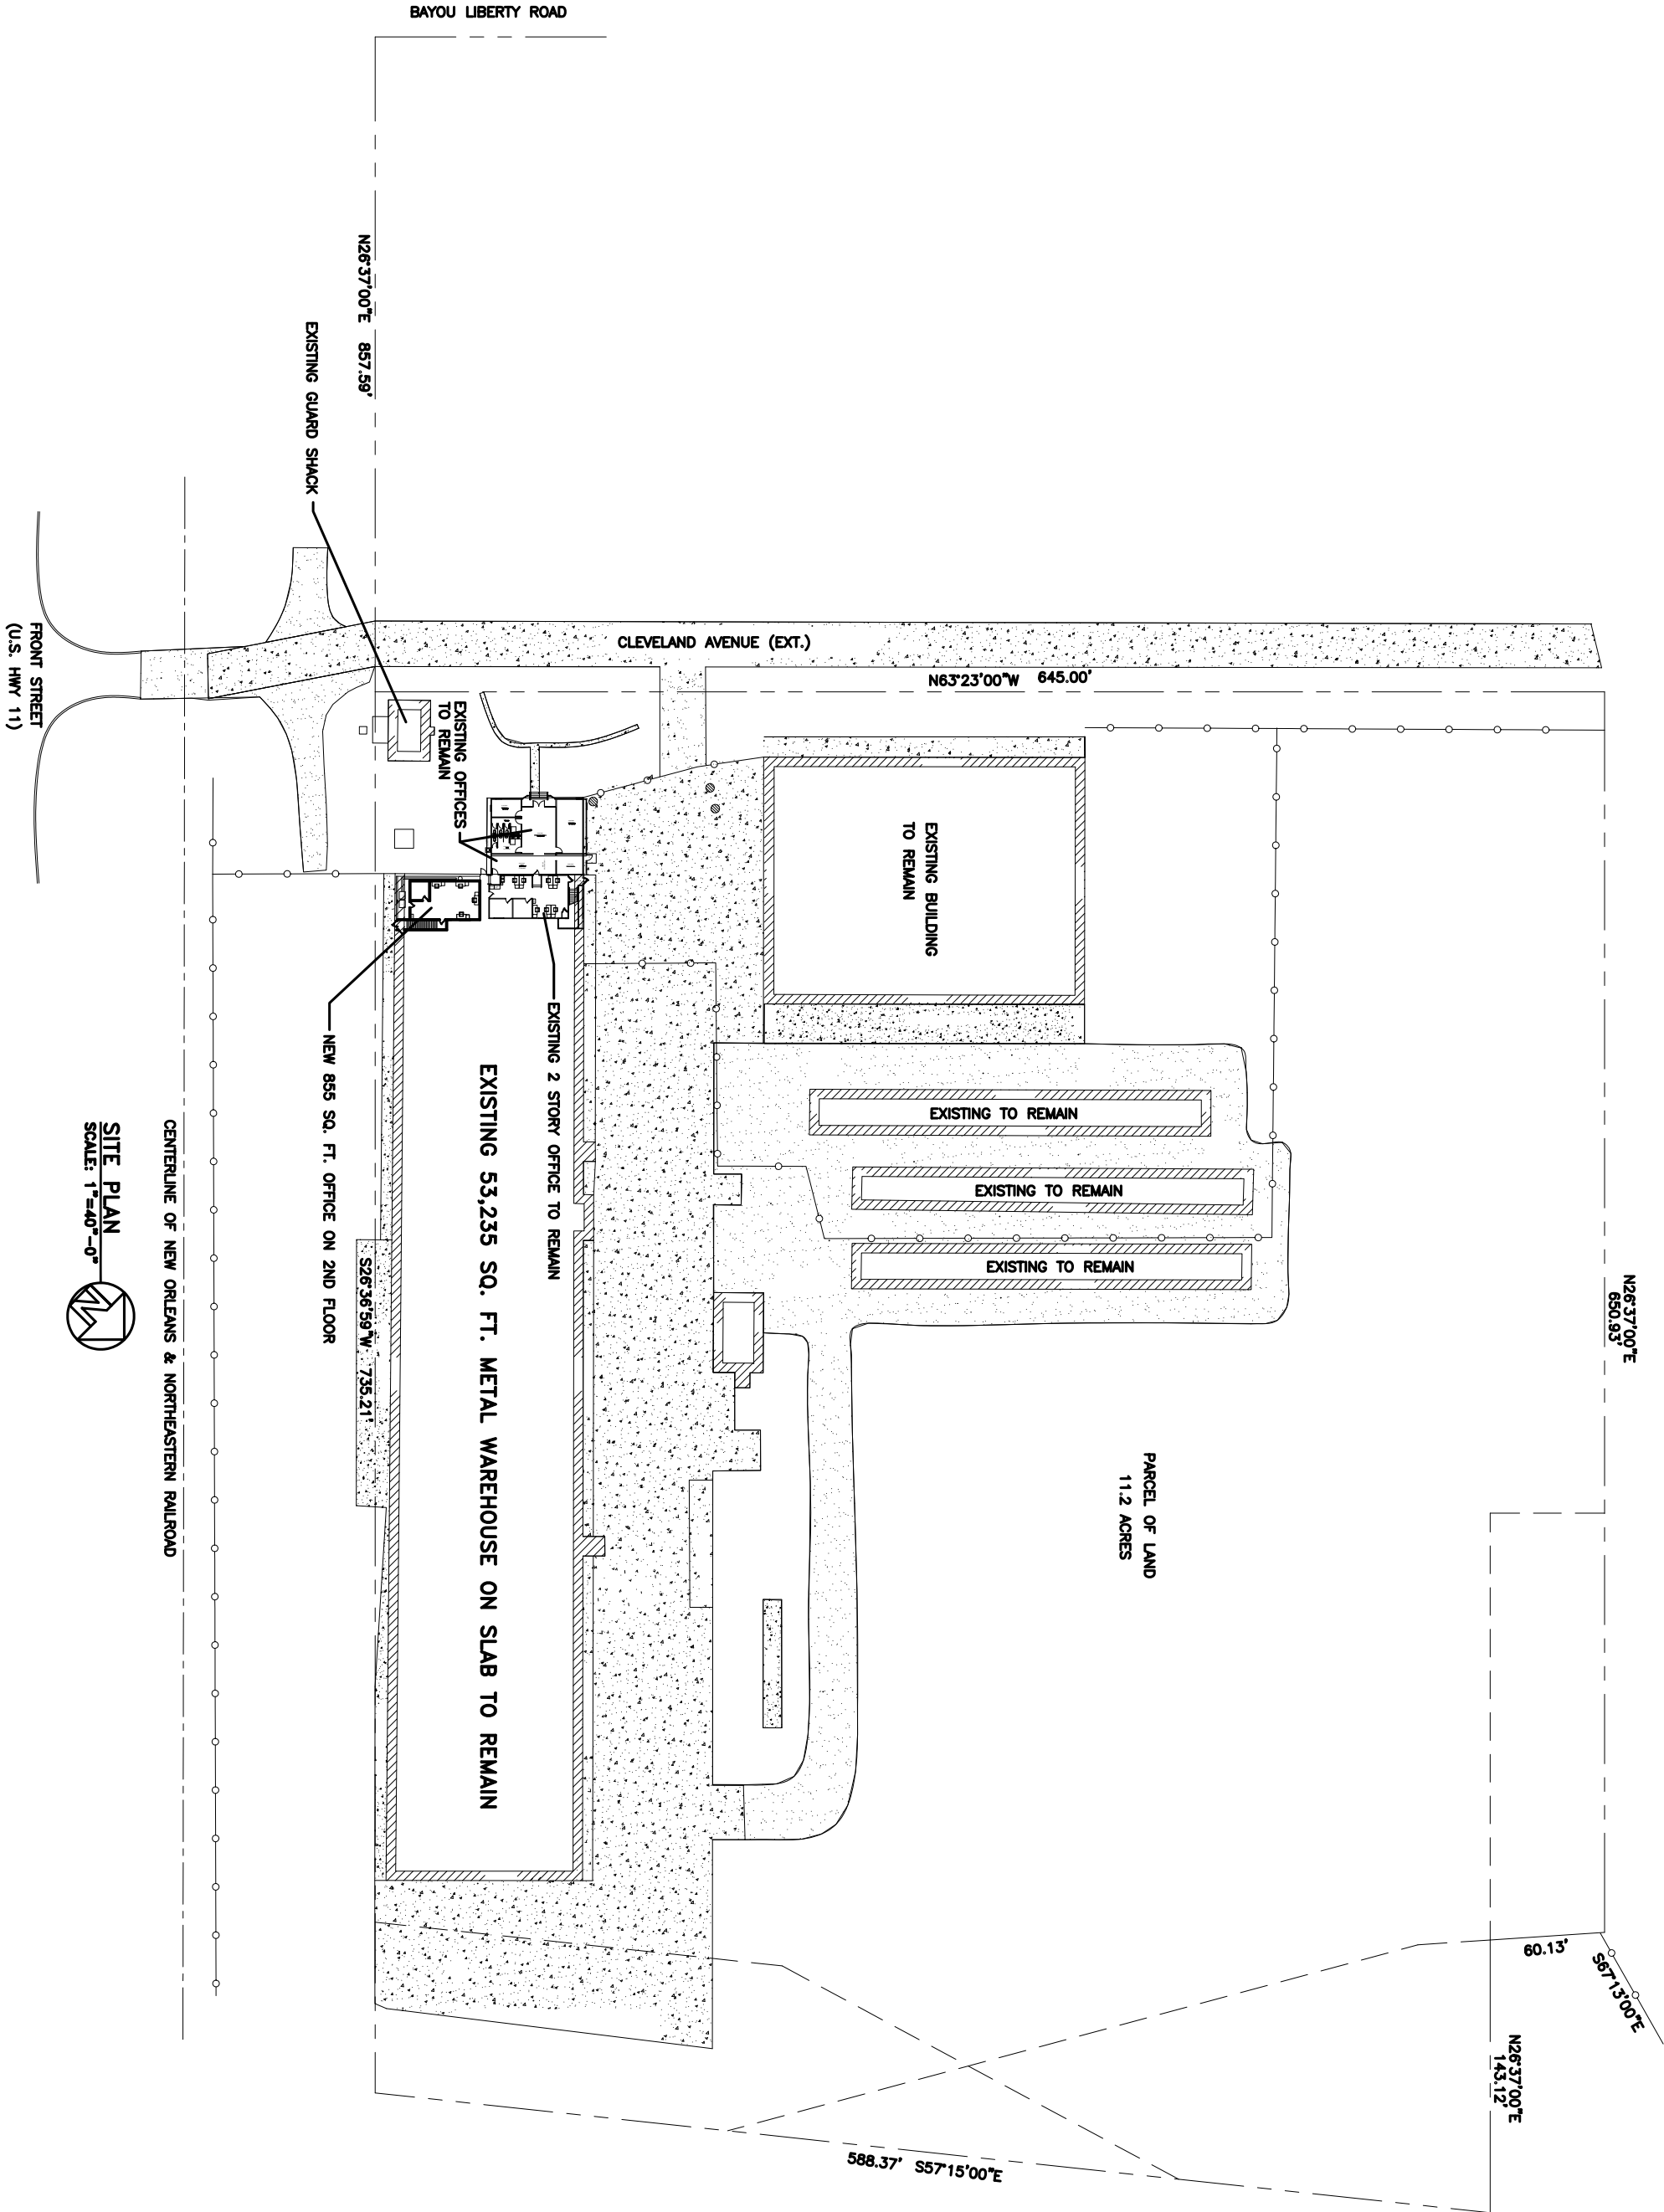 BAYOU LIBERTY ROAD
N26°37'00"E 857.59'
EXISTING GUARD SHACK
FRONT STREET
(U.S. HWY 11)
CLEVELAND AVENUE (EXT.)
N63°23'00"W 645.00'
EXISTING OFFICES
TO REMAIN
EXISTING BUILDING
TO REMAIN
EXISTING 2 STORY OFFICE TO REMAIN
NEW 855 SQ. FT. OFFICE ON 2ND FLOOR
EXISTING 53,235 SQ. FT. METAL WAREHOUSE ON SLAB TO REMAIN
EXISTING TO REMAIN
EXISTING TO REMAIN
EXISTING TO REMAIN
N26°37'00"E
650.93'
PARCEL OF LAND
11.2 ACRES
S26°36'59"W 735.21'
CENTERLINE OF NEW ORLEANS & NORTHEASTERN RAILROAD
SITE PLAN
SCALE: 1"=40"-0"
N
60.13'
S67°13'00"E
N26°37'00"E
143.12'
588.37' S57°15'00"E